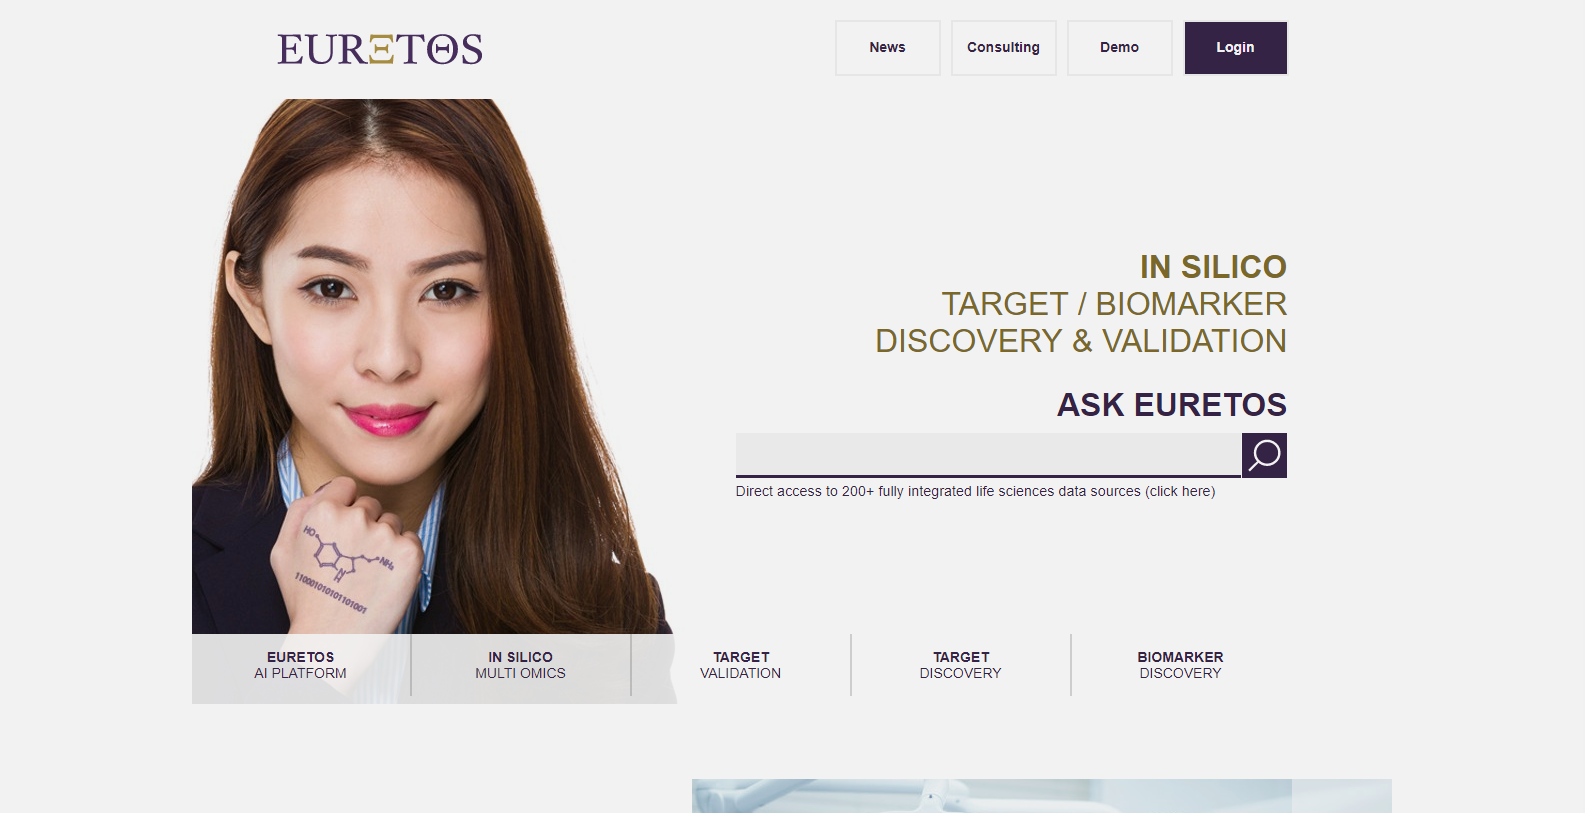 EURΞTΘS
News
Consulting
Demo
Login
IN SILICO
TARGET / BIOMARKER
DISCOVERY & VALIDATION
ASK EURETOS
Direct access to 200+ fully integrated life sciences data sources (click here)
HO
NH₂
N
H
11000101010101001
EURETOS
AI PLATFORM
IN SILICO
MULTI OMICS
TARGET
VALIDATION
TARGET
DISCOVERY
BIOMARKER
DISCOVERY